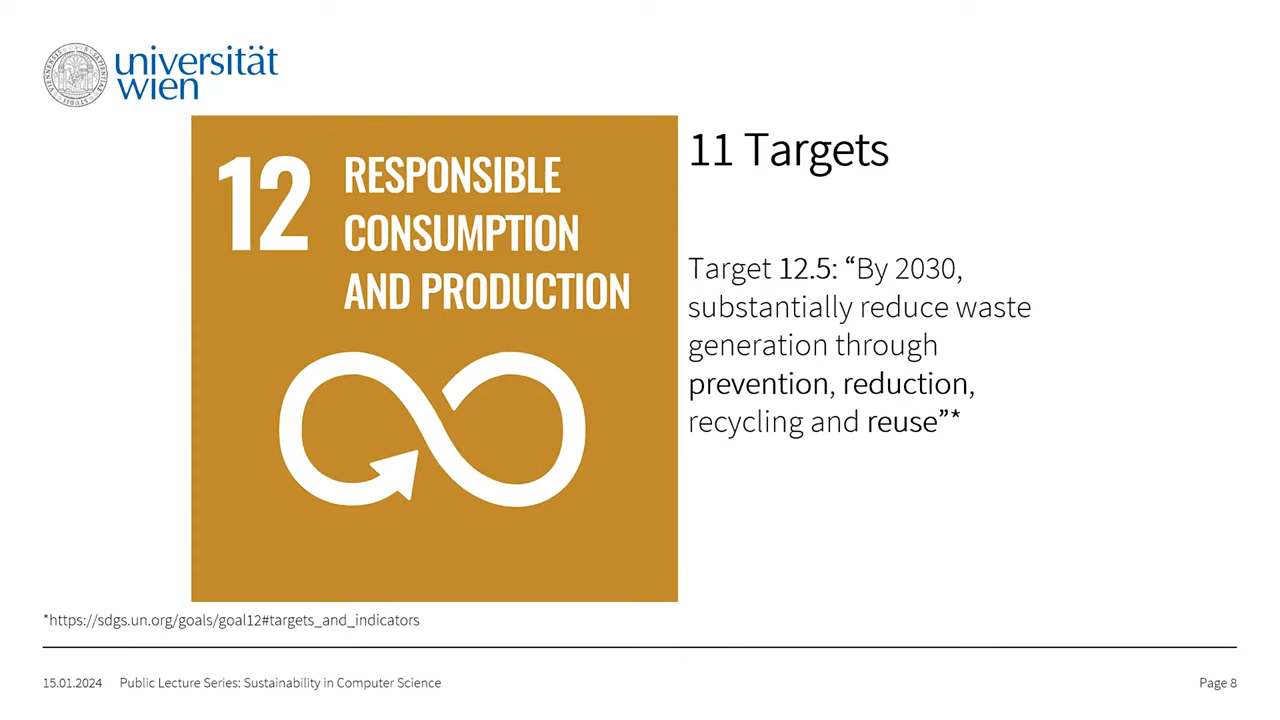 universität
wien
12
RESPONSIBLE
CONSUMPTION
AND PRODUCTION
11 Targets
Target 12.5: “By 2030,
substantially reduce waste
generation through
prevention, reduction,
recycling and reuse”*
*https://sdgs.un.org/goals/goal12#targets_and_indicators
15.01.2024 Public Lecture Series: Sustainability in Computer Science Page 8